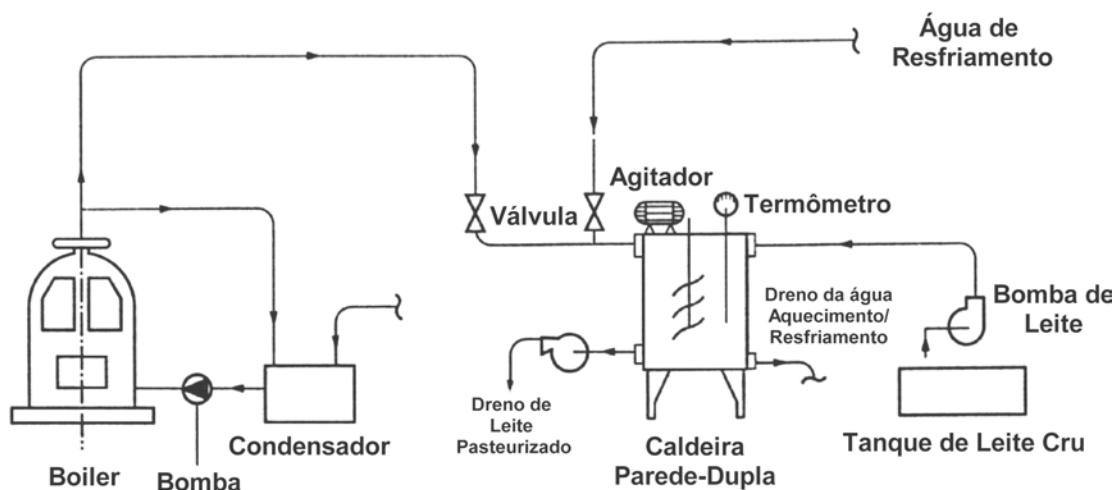 Água de
Resfriamento
Agitador
Válvula
Termômetro
Bomba de
Leite
Dreno da água
Aquecimento/
Resfriamento
Dreno de
Leite
Pasteurizado
Condensador
Caldeira
Parede-Dupla
Tanque de Leite Cru
Boiler
Bomba